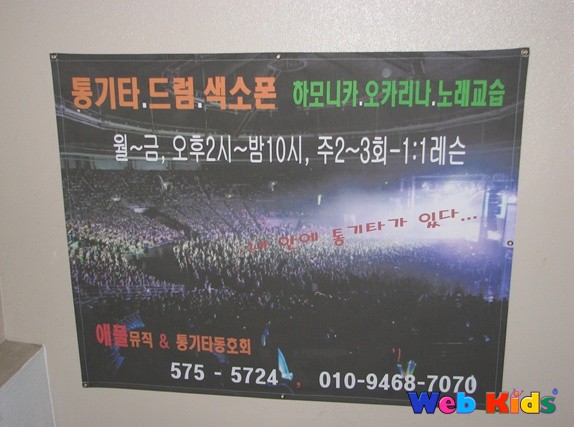 통기타.드럼.색소폰 하모니카.오카리나.노래교습
월~금, 오후2시~밤10시, 주2~3회-1:1레슨
내 안에 통기타가 있다...
애플뮤직 & 통기타동호회
575 - 5724 010-9468-7070
Web Kids